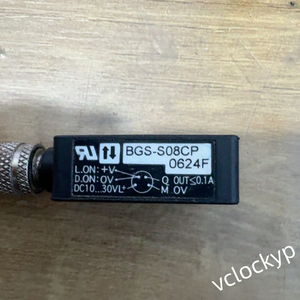 BGS-S08CP
0624F
L.ON: +V
D.ON: 0V Q OUT≤0.1A
DC10...30V L+ M 0V
vclockyp